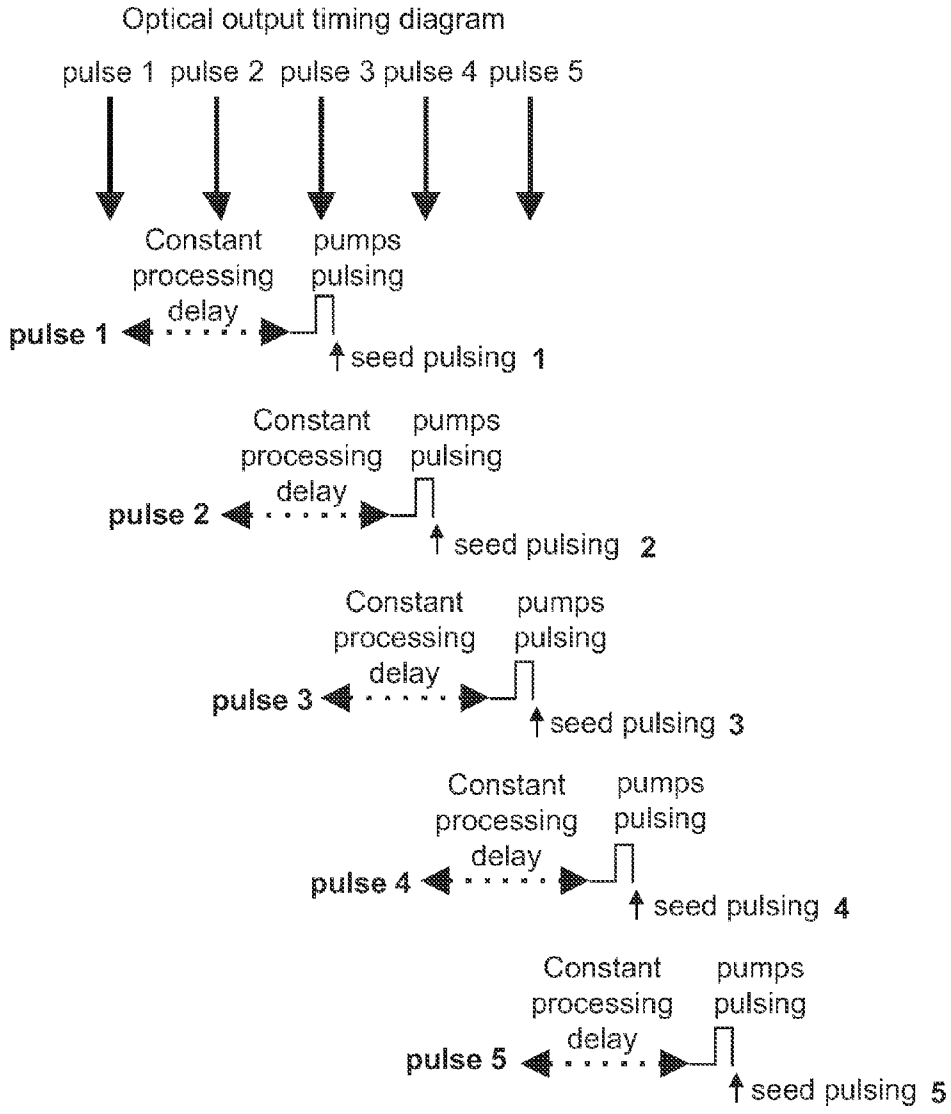 Optical output timing diagram
pulse 1 pulse 2 pulse 3 pulse 4 pulse 5
Constant pumps
processing pulsing
delay
pulse 1
seed pulsing 1
Constant pumps
processing pulsing
delay
pulse 2
seed pulsing 2
Constant pumps
processing pulsing
delay
pulse 3
seed pulsing 3
Constant pumps
processing pulsing
delay
pulse 4
seed pulsing 4
Constant pumps
processing pulsing
delay
pulse 5
seed pulsing 5